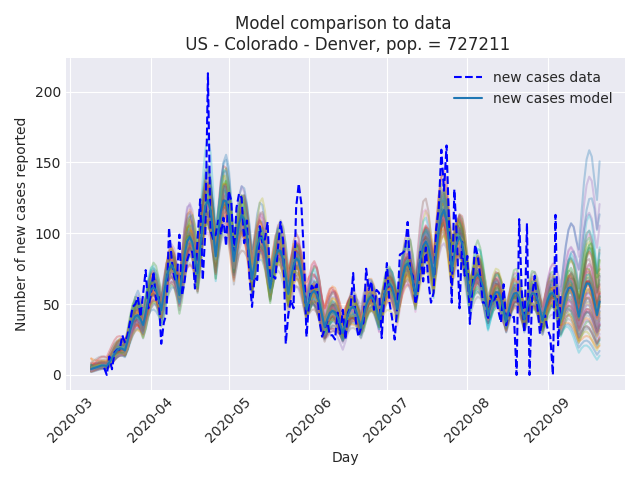 Model comparison to data
US - Colorado - Denver, pop. = 727211
new cases data
new cases model
Number of new cases reported
200
150
100
50
0
2020-03
2020-04
2020-05
2020-06
2020-07
2020-08
2020-09
Day